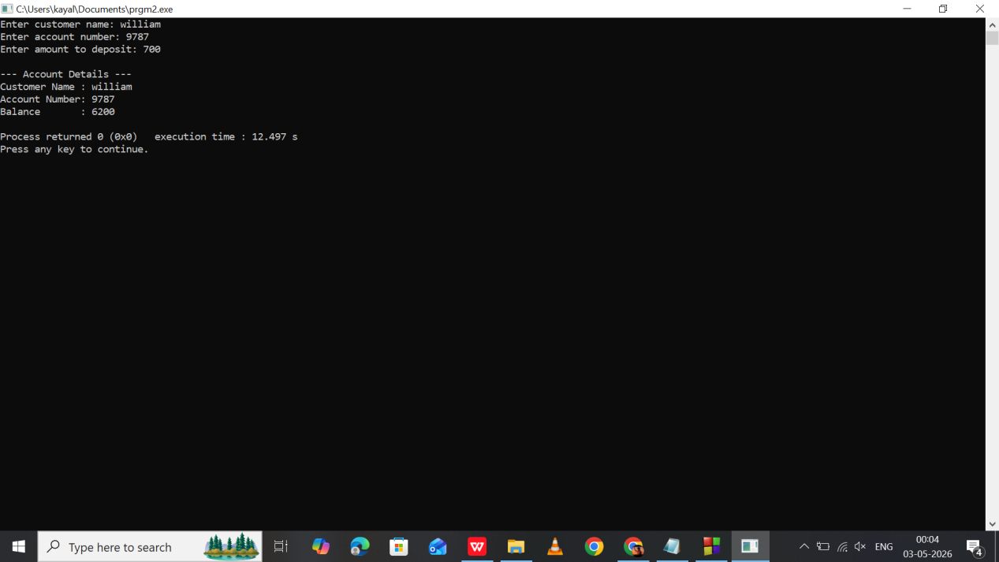 C:\Users\kayal\Documents\prgm2.exe
Enter customer name: william
Enter account number: 9787
Enter amount to deposit: 700
--- Account Details ---
Customer Name : william
Account Number: 9787
Balance       : 6200
Process returned 0 (0x0)   execution time : 12.497 s
Press any key to continue.
Type here to search
W
ENG
00:04
03-05-2026
4